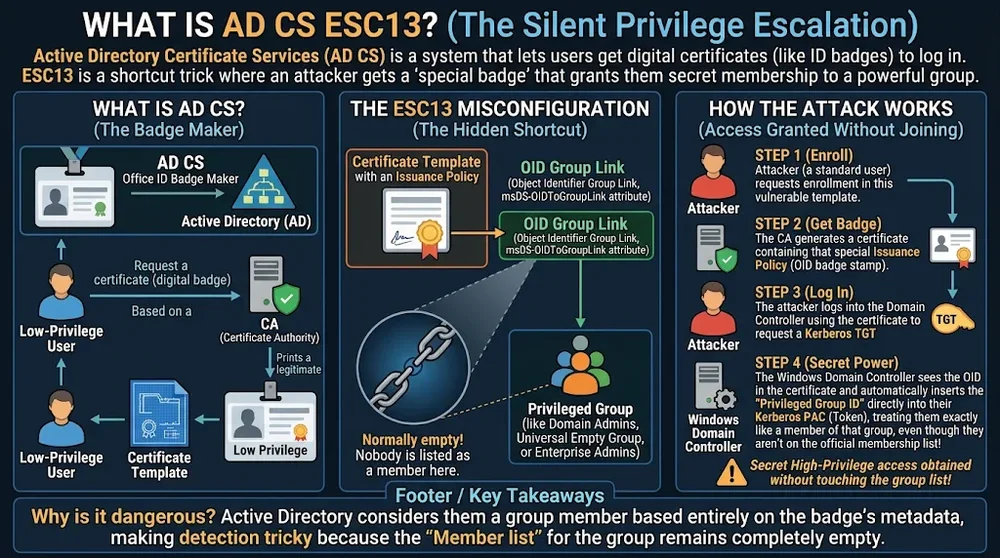 WHAT IS AD CS ESC13? (The Silent Privilege Escalation)
Active Directory Certificate Services (AD CS) is a system that lets users get digital certificates (like ID badges) to log in.
ESC13 is a shortcut trick where an attacker gets a 'special badge' that grants them secret membership to a powerful group.
WHAT IS AD CS?
(The Badge Maker)
AD CS
Office ID Badge Maker
Active Directory (AD)
Request a
certificate (digital badge)
Based on a
Low-Privilege
User
CA
(Certificate Authority)
Prints a
legitimate
Low-Privilege
User
Certificate
Template
Low Privilege
THE ESC13 MISCONFIGURATION
(The Hidden Shortcut)
Certificate Template
with an Issuance Policy
OID Group Link
(Object Identifier Group Link,
msDS-OIDToGroupLink attribute)
OID Group Link
(Object Identifier Group Link,
msDS-OIDToGroupLink attribute)
Normally empty!
Nobody is listed as
a member here.
Privileged Group
(like Domain Admins,
Universal Empty Group,
or Enterprise Admins)
HOW THE ATTACK WORKS
(Access Granted Without Joining)
Attacker
STEP 1 (Enroll)
Attacker (a standard user)
requests enrollment in this
vulnerable template.
STEP 2 (Get Badge)
The CA generates a certificate
containing that special Issuance
Policy (OID badge stamp).
Attacker
STEP 3 (Log In)
The attacker logs into the Domain
Controller using the certificate to
request a Kerberos TGT
TGT
Windows
Domain
Controller
STEP 4 (Secret Power)
The Windows Domain Controller sees the OID
in the certificate and automatically inserts the
"Privileged Group ID" directly into their
Kerberos PAC (Token), treating them exactly
like a member of that group, even though they
aren't on the official membership list!
Secret High-Privilege access obtained
without touching the group list!
Footer / Key Takeaways
Why is it dangerous? Active Directory considers them a group member based entirely on the badge's metadata,
making detection tricky because the "Member list" for the group remains completely empty.